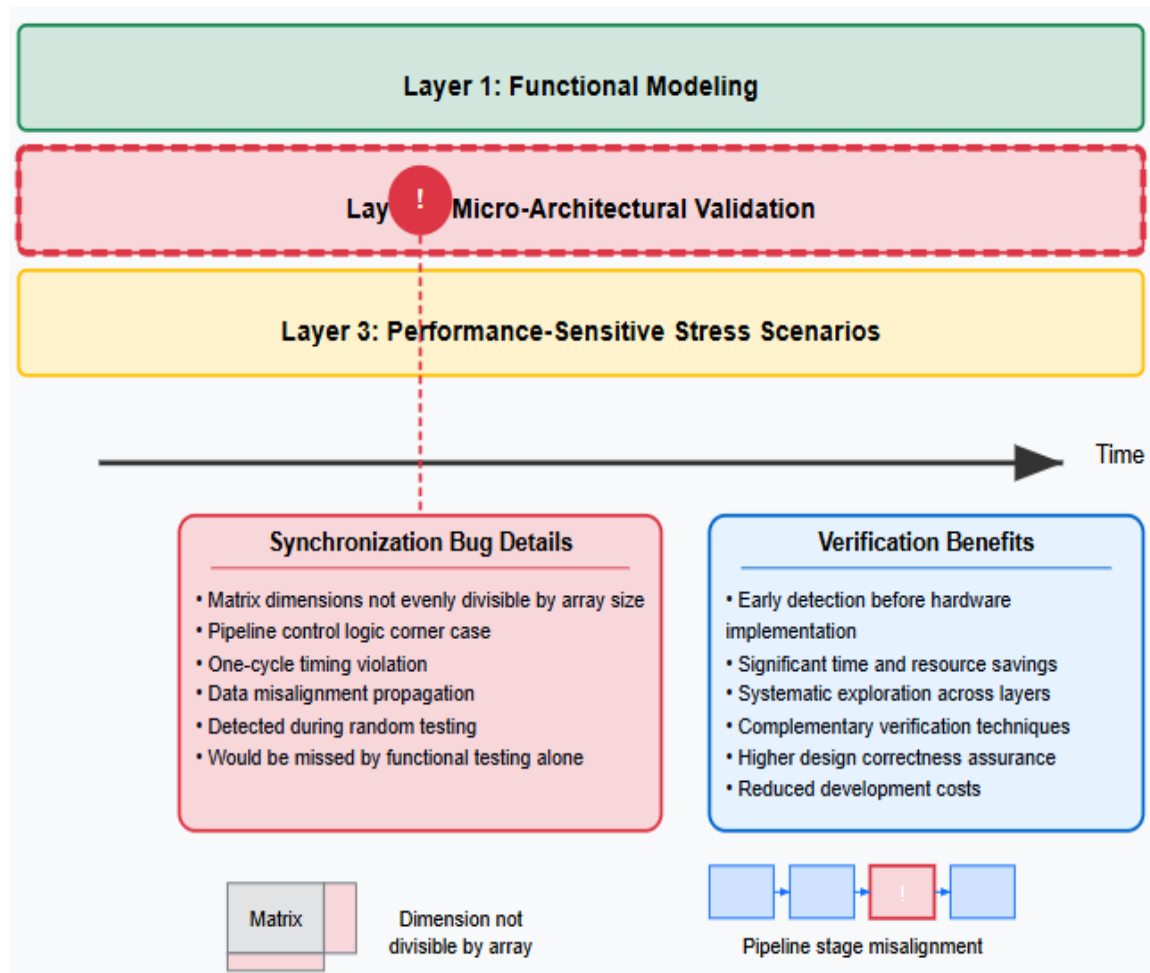 Layer 1: Functional Modeling
!
Lay Micro-Architectural Validation
Layer 3: Performance-Sensitive Stress Scenarios
Time
Synchronization Bug Details
• Matrix dimensions not evenly divisible by array size
• Pipeline control logic corner case
• One-cycle timing violation
• Data misalignment propagation
• Detected during random testing
• Would be missed by functional testing alone
Verification Benefits
• Early detection before hardware
implementation
• Significant time and resource savings
• Systematic exploration across layers
• Complementary verification techniques
• Higher design correctness assurance
• Reduced development costs
Matrix
Dimension not
divisible by array
!
Pipeline stage misalignment